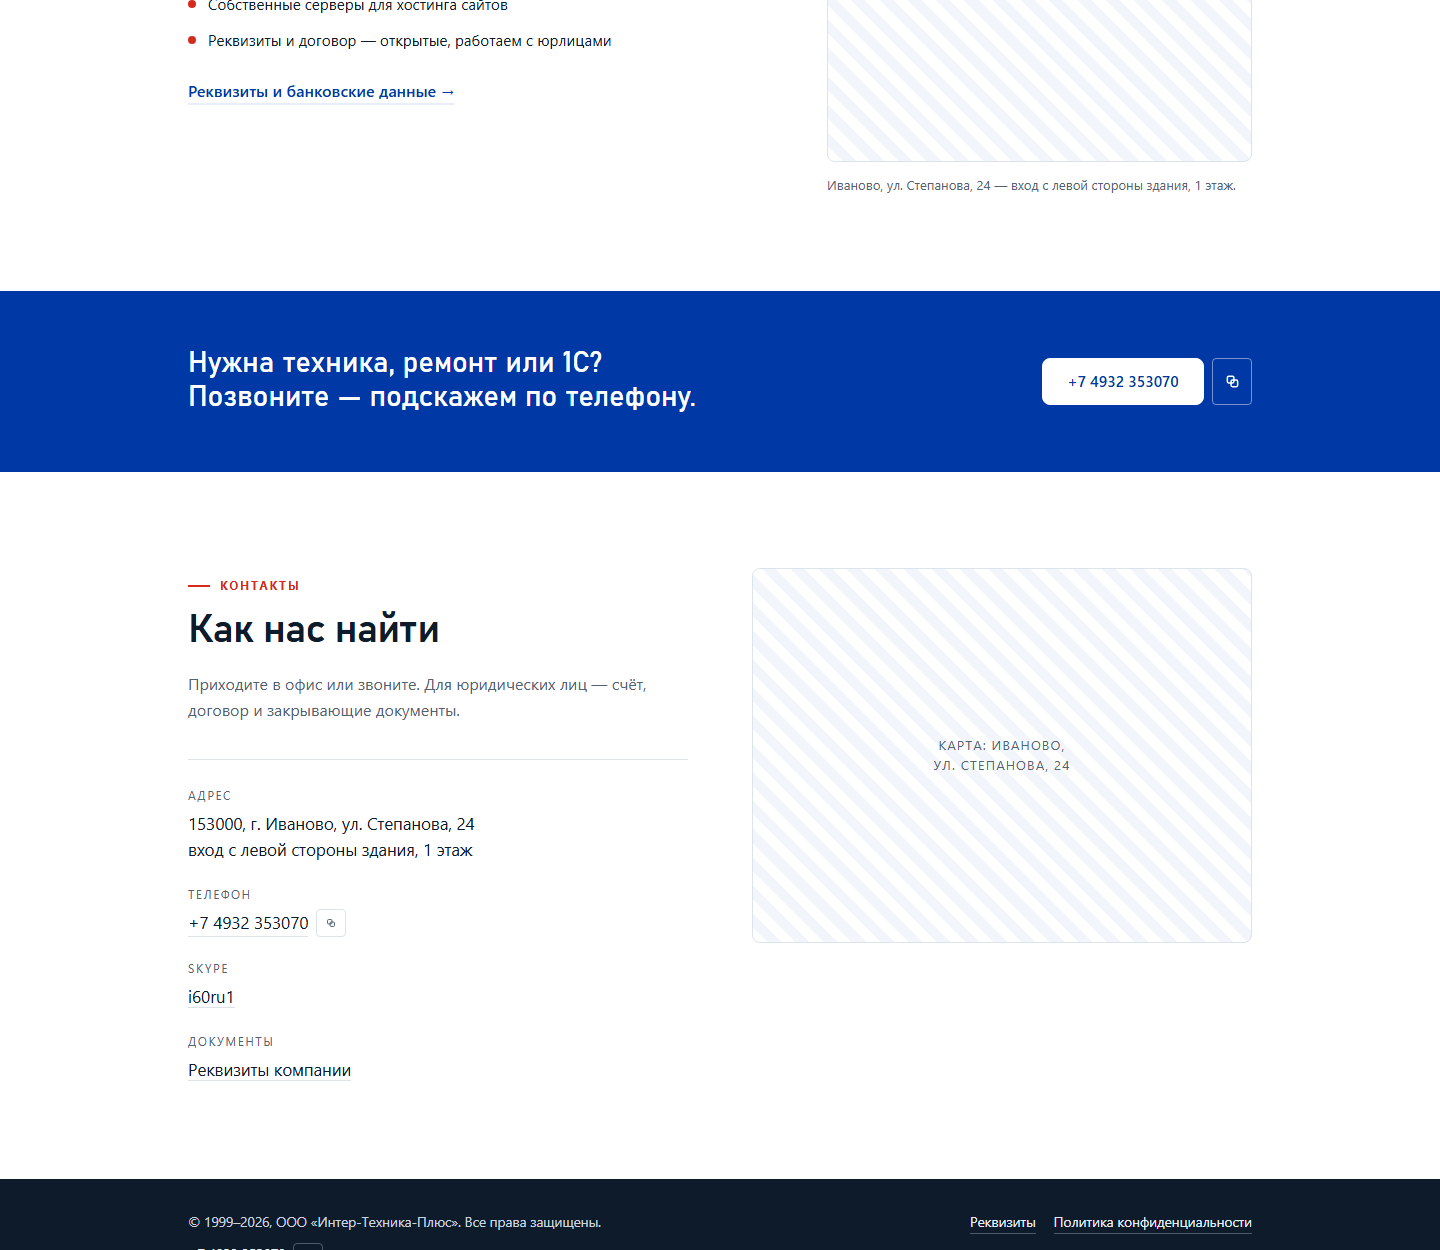 Собственные серверы для хостинга сайтов
Реквизиты и договор — открытые, работаем с юрлицами
Реквизиты и банковские данные →
Иваново, ул. Степанова, 24 — вход с левой стороны здания, 1 этаж.
Нужна техника, ремонт или 1С?
Позвоните — подскажем по телефону.
+7 4932 353070
КОНТАКТЫ
Как нас найти
Приходите в офис или звоните. Для юридических лиц — счёт,
договор и закрывающие документы.
КАРТА: ИВАНОВО,
УЛ. СТЕПАНОВА, 24
АДРЕС
153000, г. Иваново, ул. Степанова, 24
вход с левой стороны здания, 1 этаж
ТЕЛЕФОН
+7 4932 353070
SKYPE
i60ru1
ДОКУМЕНТЫ
Реквизиты компании
© 1999–2026, ООО «Интер-Техника-Плюс». Все права защищены.
Реквизиты Политика конфиденциальности